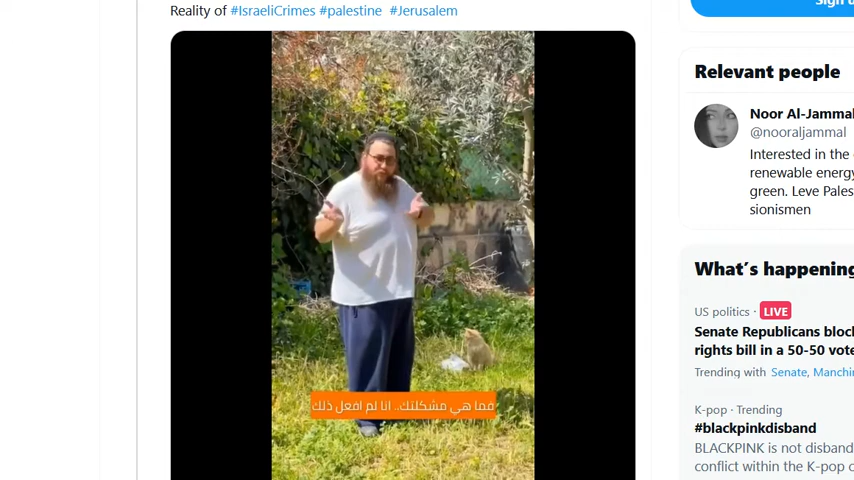 Reality of #IsraeliCrimes #palestine #Jerusalem
فما هي مشكلتك.. انا لم افعل ذلك
Relevant people
Noor Al-Jammal
@nooraljammal
Interested in the
renewable energy
green. Leve Pales
sionismen
What's happening
US politics · LIVE
Senate Republicans block
rights bill in a 50-50 vote
Trending with Senate, Manchin
K-pop · Trending
#blackpinkdisband
BLACKPINK is not disband
conflict within the K-pop